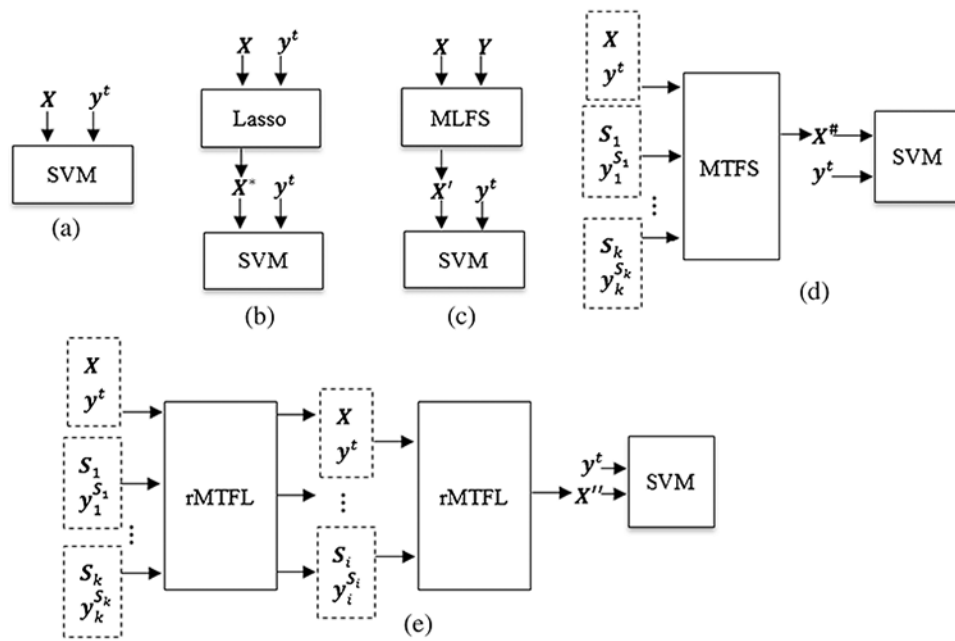 X y^t
SVM
(a)
X y^t
Lasso
X* y^t
SVM
(b)
X Y
MLFS
X′ y^t
SVM
(c)
X
y^t
S_1
y_1^{S_1}
⋮
S_k
y_k^{S_k}
MTFS
X^#
y^t
SVM
(d)
X
y^t
S_1
y_1^{S_1}
⋮
S_k
y_k^{S_k}
rMTFL
X
y^t
⋮
S_i
y_i^{S_i}
rMTFL
y^t
X′′
SVM
(e)